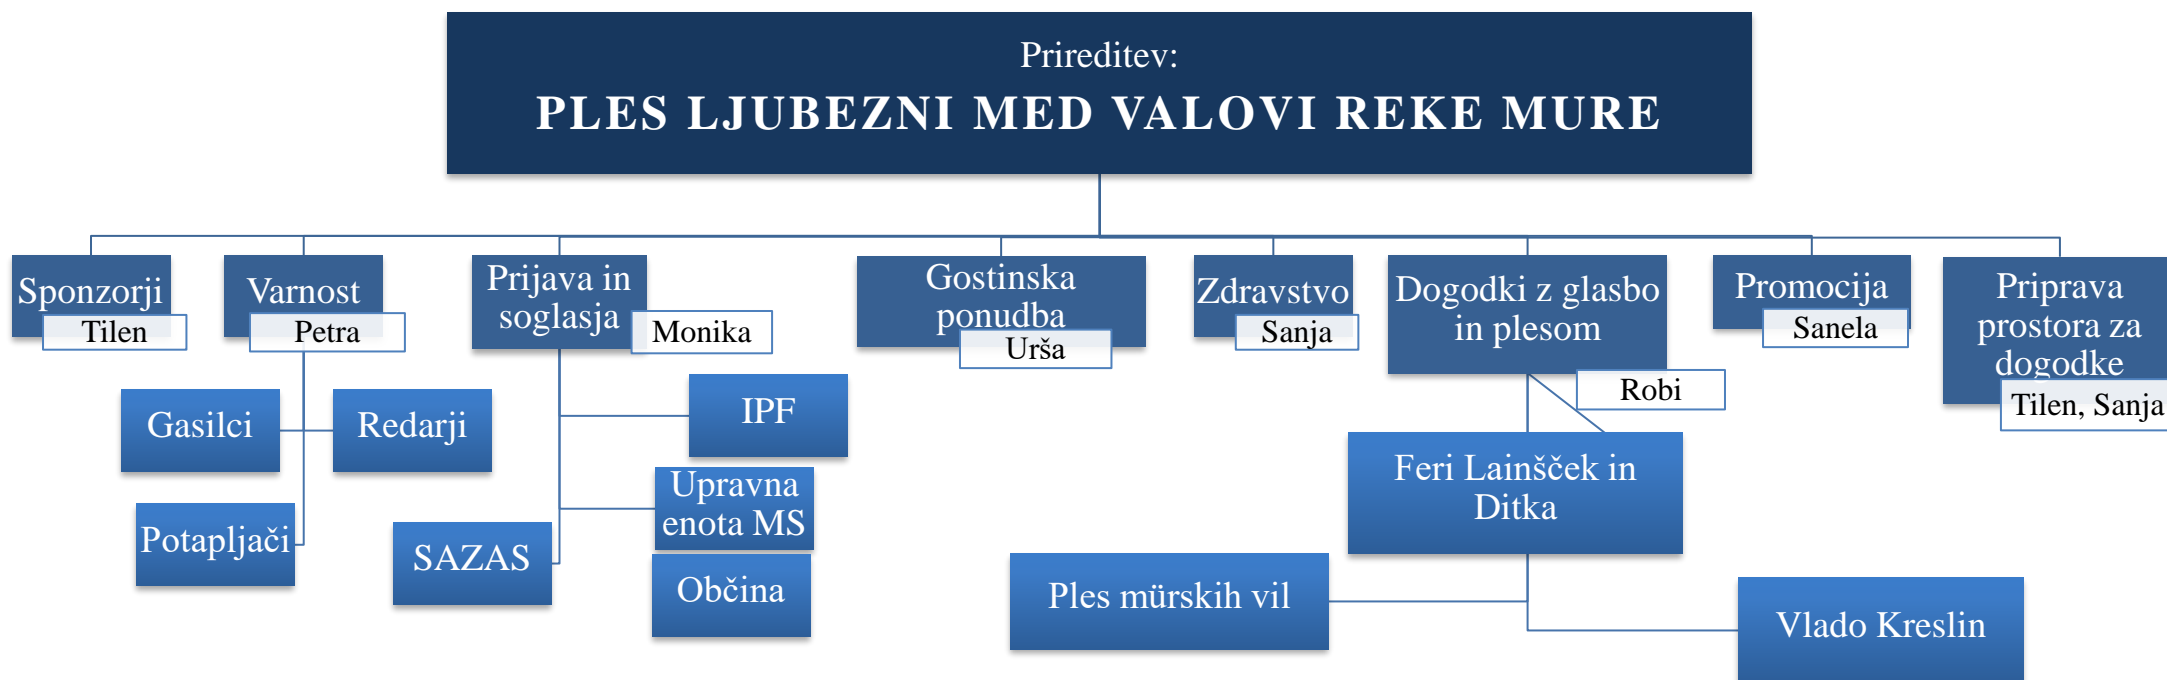 Prireditev:
PLES LJUBEZNI MED VALOVI REKE MURE
Sponzorji
Tilen
Varnost
Petra
Gasilci
Redarji
Potapljači
Prijava in
soglasja
Monika
IPF
Upravna
enota MS
SAZAS
Občina
Gostinska
ponudba
Urša
Zdravstvo
Sanja
Dogodki z glasbo
in plesom
Robi
Feri Lainšček in
Ditka
Ples mürskih vil
Vlado Kreslin
Promocija
Sanela
Priprava
prostora za
dogodke
Tilen, Sanja